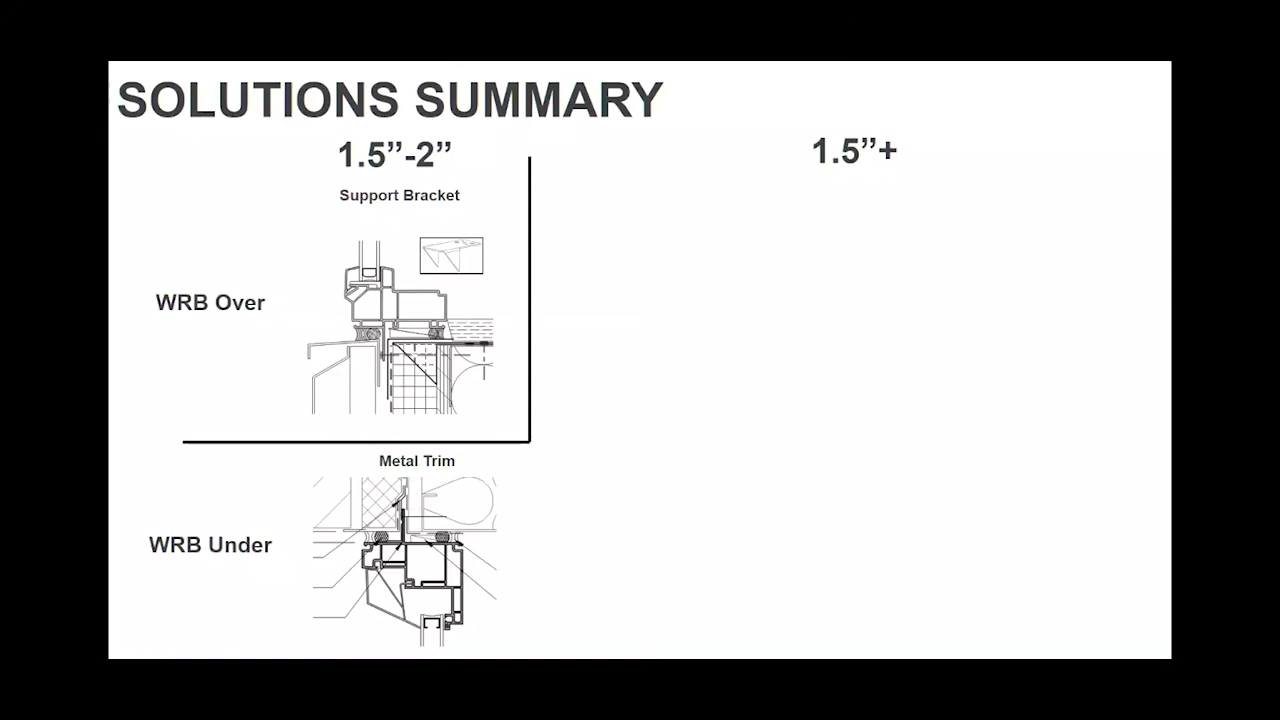 SOLUTIONS SUMMARY
1.5”-2”
1.5”+
Support Bracket
WRB Over
Metal Trim
WRB Under